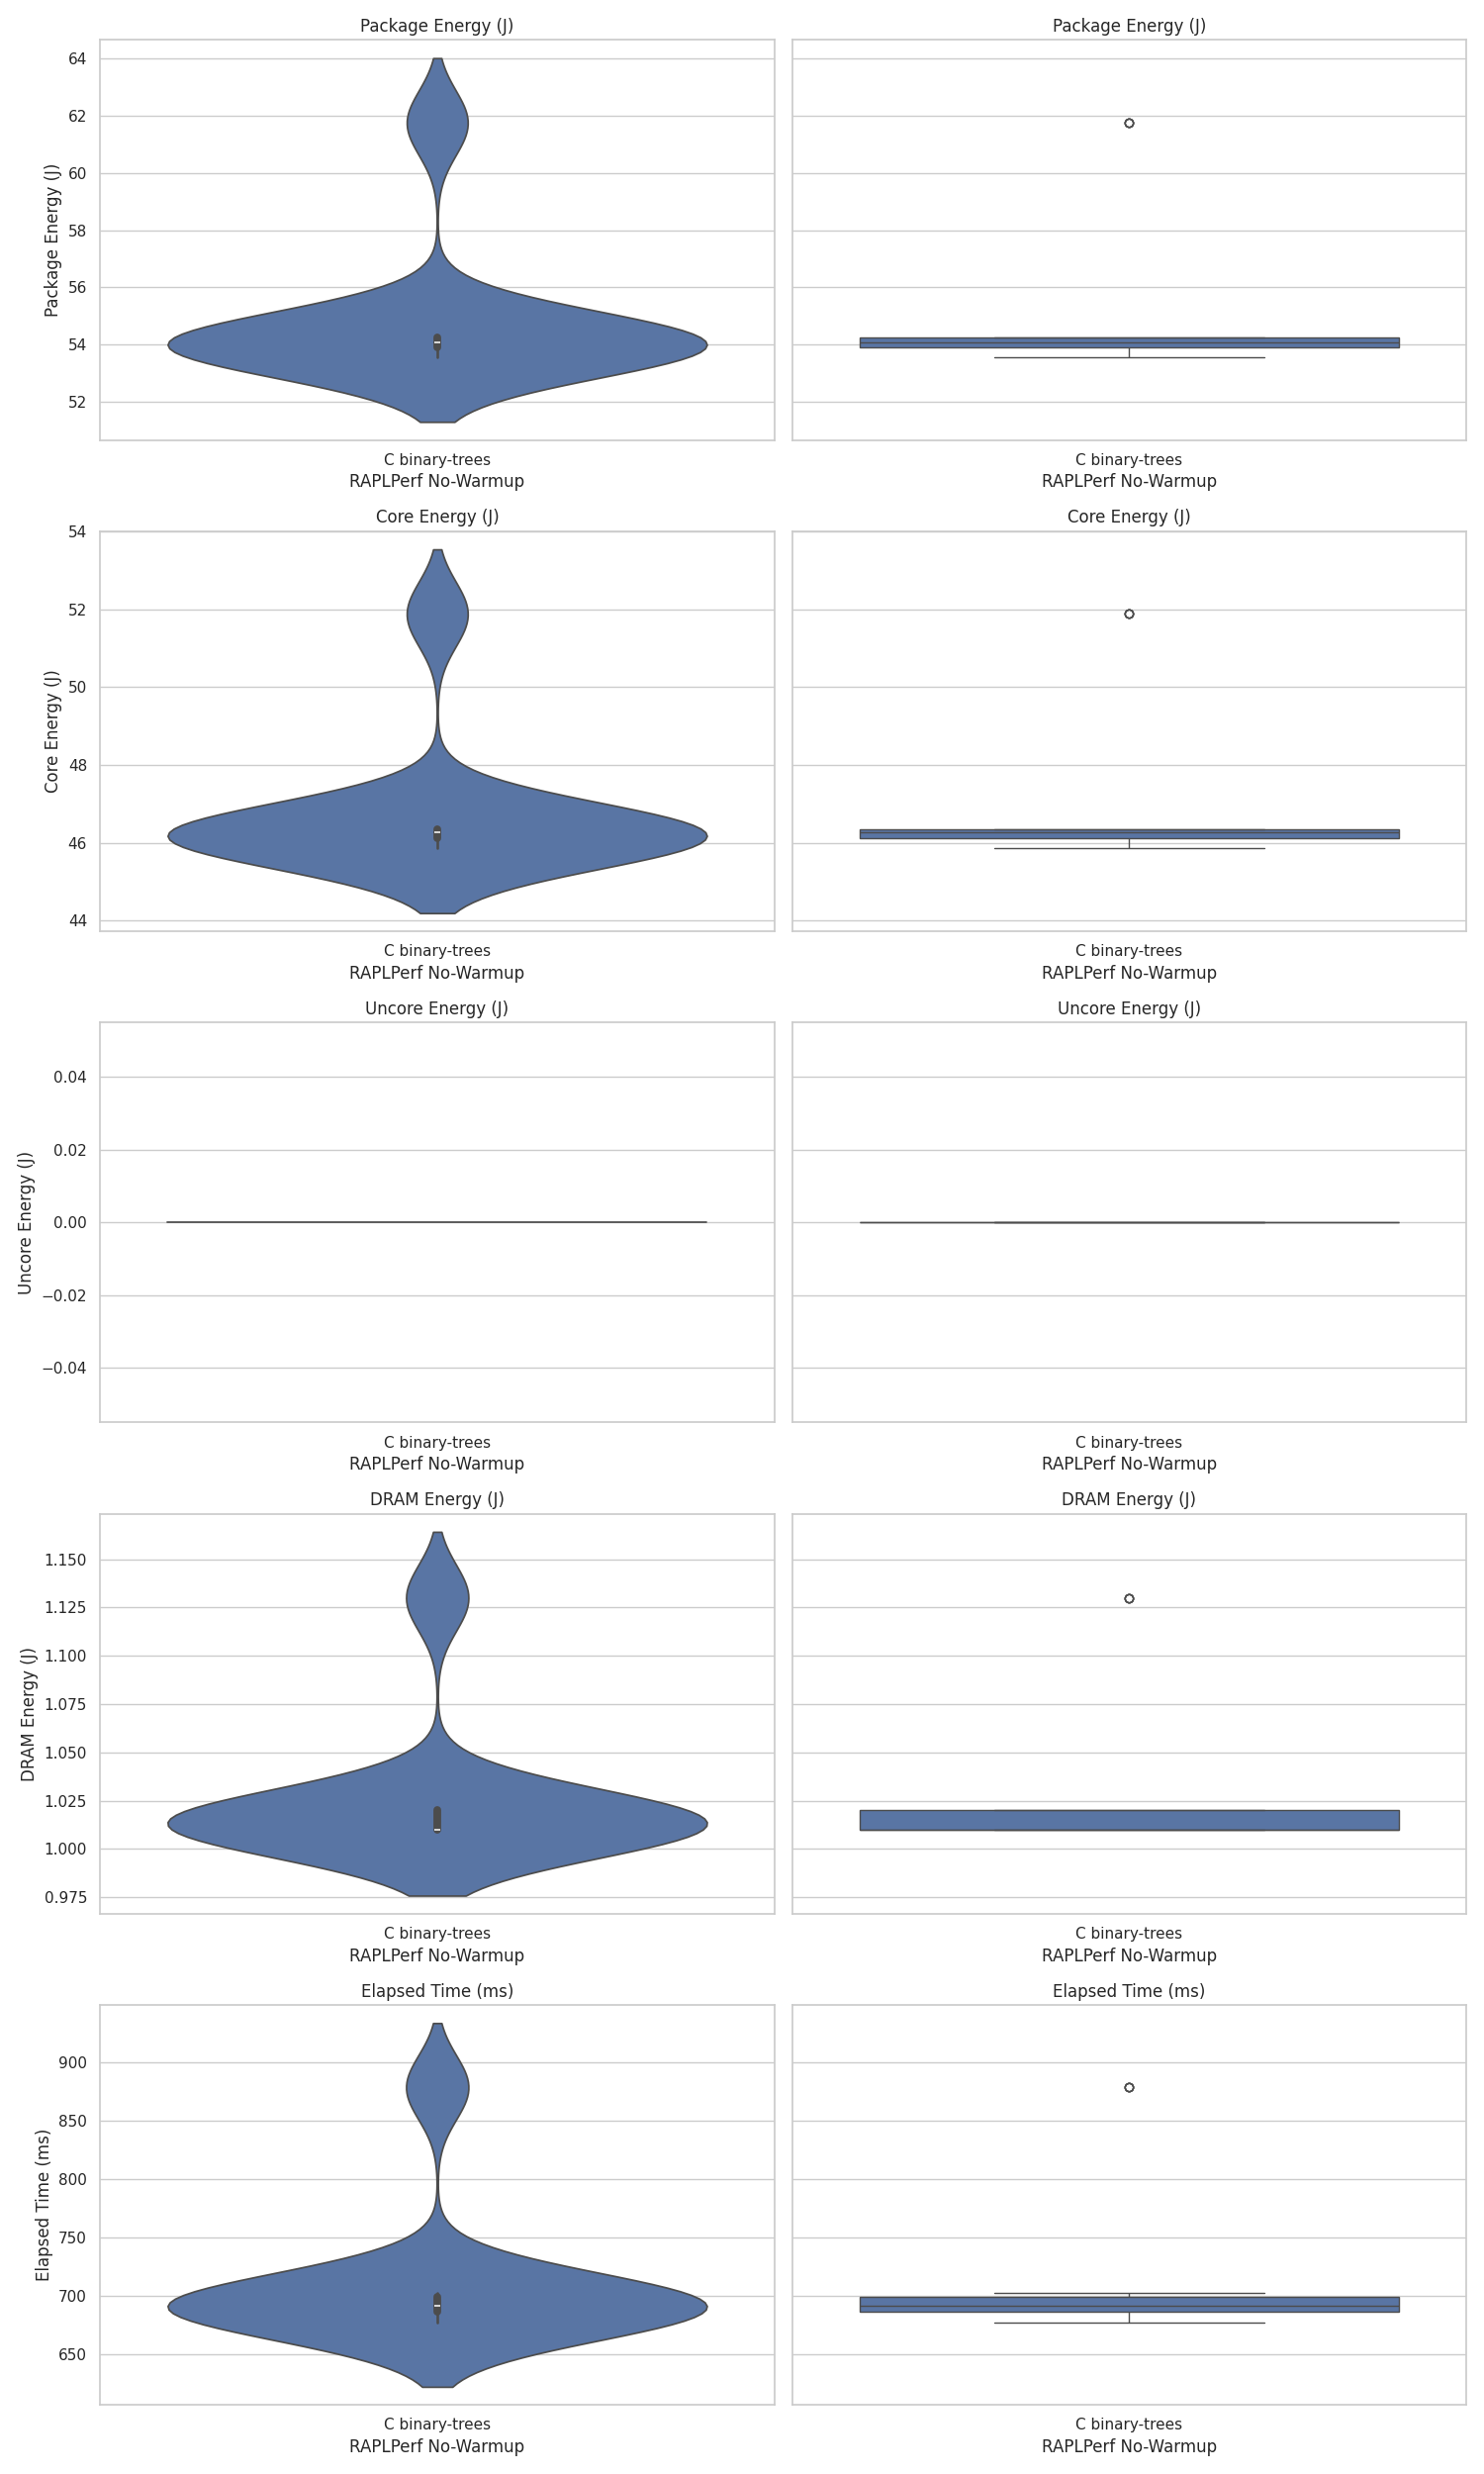 Package Energy (J)
Package Energy (J)
Package Energy (J)
64
62
60
58
56
54
52
C binary-trees
C binary-trees
RAPLPerf No-Warmup
RAPLPerf No-Warmup
Core Energy (J)
Core Energy (J)
Core Energy (J)
54
52
50
48
46
44
C binary-trees
C binary-trees
RAPLPerf No-Warmup
RAPLPerf No-Warmup
Uncore Energy (J)
Uncore Energy (J)
Uncore Energy (J)
0.04
0.02
0.00
−0.02
−0.04
C binary-trees
C binary-trees
RAPLPerf No-Warmup
RAPLPerf No-Warmup
DRAM Energy (J)
DRAM Energy (J)
DRAM Energy (J)
1.150
1.125
1.100
1.075
1.050
1.025
1.000
0.975
C binary-trees
C binary-trees
RAPLPerf No-Warmup
RAPLPerf No-Warmup
Elapsed Time (ms)
Elapsed Time (ms)
Elapsed Time (ms)
900
850
800
750
700
650
C binary-trees
C binary-trees
RAPLPerf No-Warmup
RAPLPerf No-Warmup